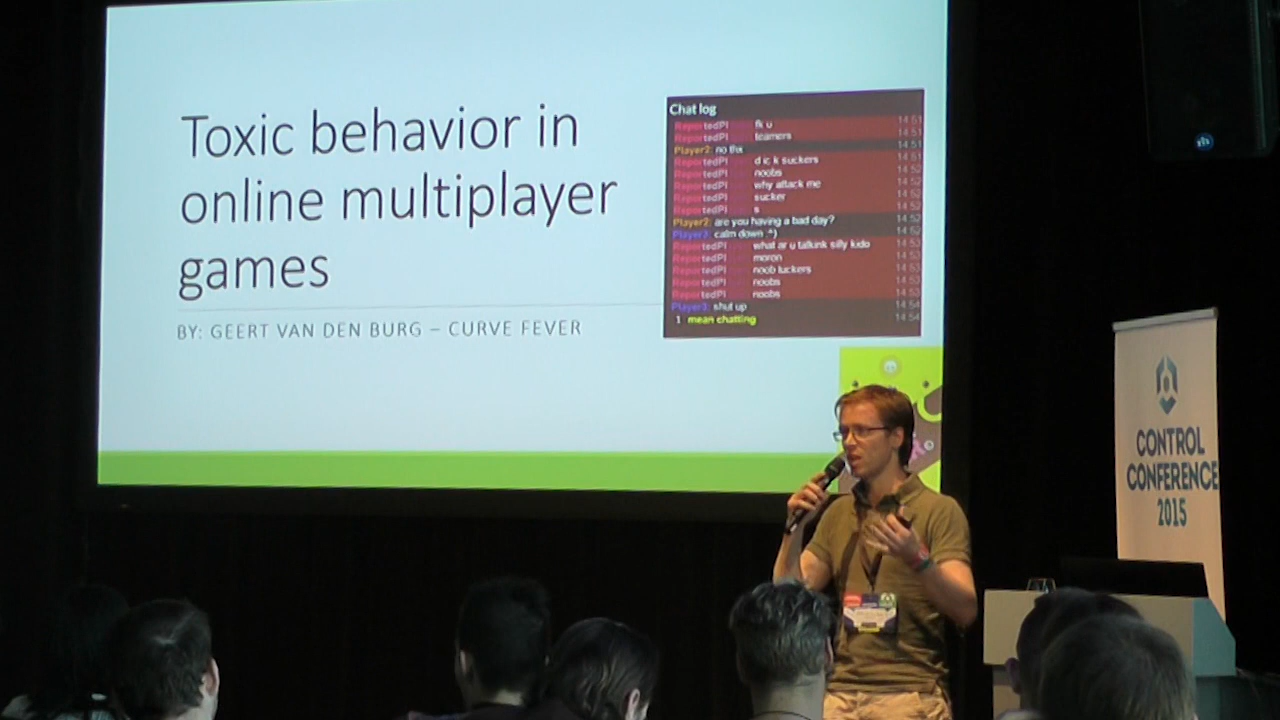 Toxic behavior in
online multiplayer
games
BY: GEERT VAN DEN BURG – CURVE FEVER
Chat log
ReportedPl fk u 14:51
ReportedPl teamers 14:51
Player2: no thx 14:51
ReportedPl d ic k suckers 14:51
ReportedPl noobs 14:52
ReportedPl why attack me 14:52
ReportedPl sucker 14:52
ReportedPl s 14:52
Player2: are you having a bad day? 14:52
calm down :^) 14:52
ReportedPl what ar u talkink silly kido 14:53
ReportedPl moron 14:53
ReportedPl noob fuckers 14:53
ReportedPl noobs 14:53
ReportedPl noobs 14:53
Player3: shut up 14:54
1 mean chatting 14:54
CONTROL
CONFERENCE
2015